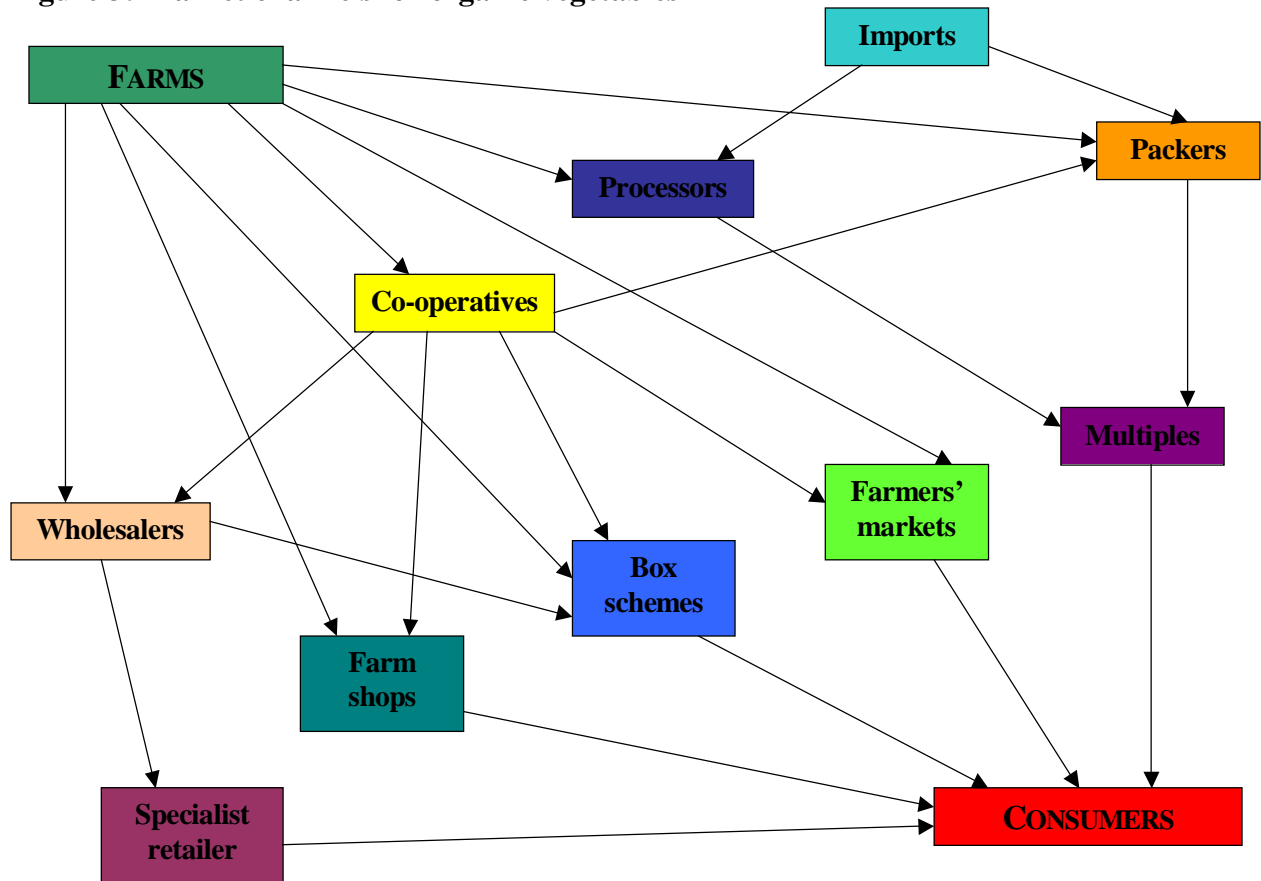 Imports
FARMS
Packers
Processors
Co-operatives
Multiples
Farmers’
markets
Wholesalers
Box
schemes
Farm
shops
Specialist
retailer
CONSUMERS